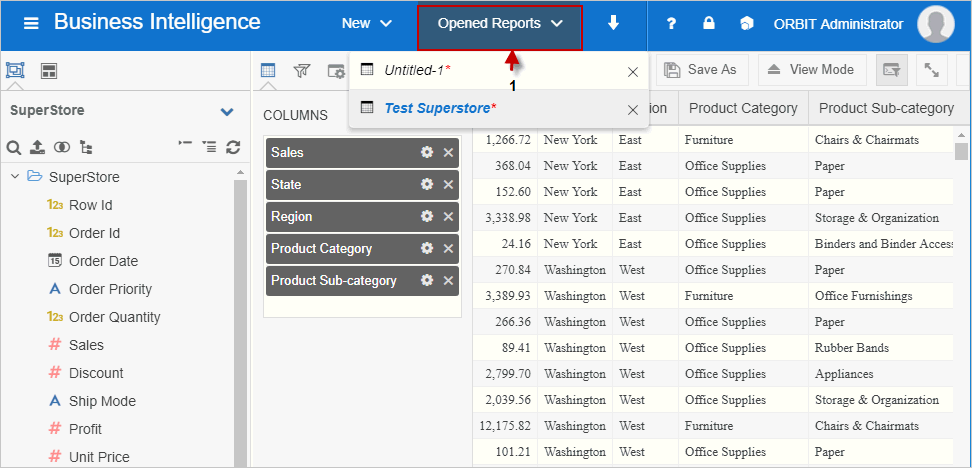 Business Intelligence
New
Opened Reports
?
ORBIT Administrator
Untitled-1*
1
Test Superstore*
Save As
View Mode
SuperStore
SuperStore
123 Row Id
123 Order Id
15 Order Date
A Order Priority
123 Order Quantity
# Sales
# Discount
A Ship Mode
# Profit
# Unit Price
COLUMNS
Sales
State
Region
Product Category
Product Sub-category
Product Category Product Sub-category
1,266.72 New York East Furniture Chairs & Chairmats
368.04 New York East Office Supplies Paper
152.60 New York East Office Supplies Paper
3,338.98 New York East Office Supplies Storage & Organization
24.16 New York East Office Supplies Binders and Binder Access
270.84 Washington West Office Supplies Paper
3,389.93 Washington West Furniture Office Furnishings
266.36 Washington West Office Supplies Paper
89.41 Washington West Office Supplies Rubber Bands
2,799.70 Washington West Office Supplies Appliances
2,039.56 Washington West Office Supplies Storage & Organization
12,175.82 Washington West Furniture Chairs & Chairmats
101.21 Washington West Office Supplies Paper